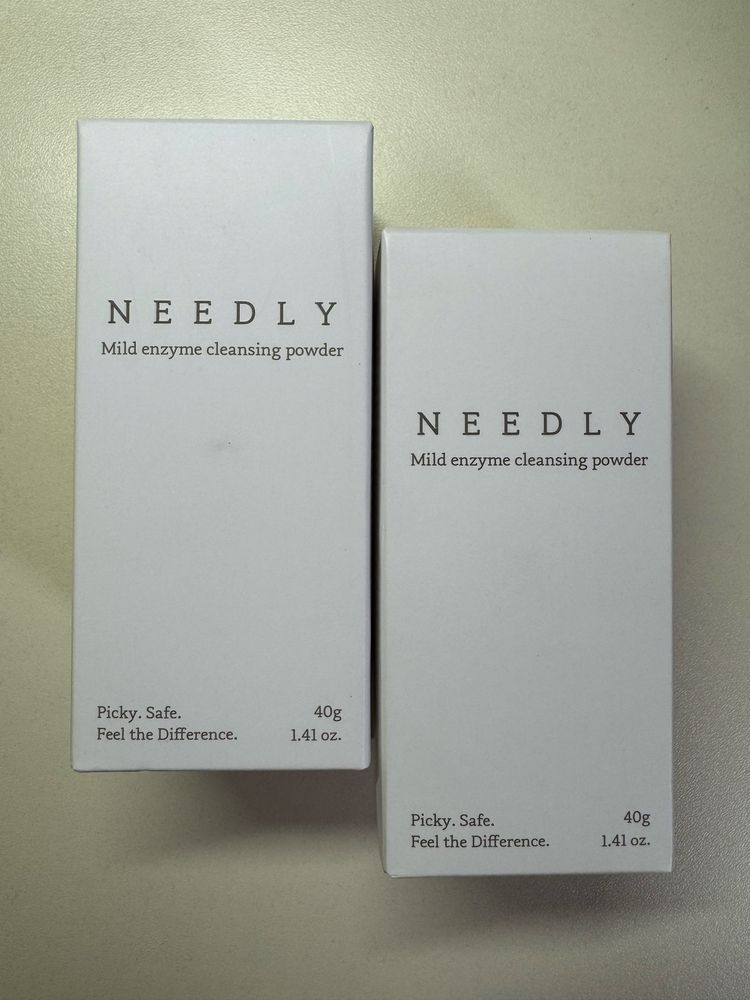 NEEDLY
Mild enzyme cleansing powder
Picky. Safe.
40g
Feel the Difference.
1.41 oz.
NEEDLY
Mild enzyme cleansing powder
Picky. Safe.
40g
Feel the Difference.
1.41 oz.